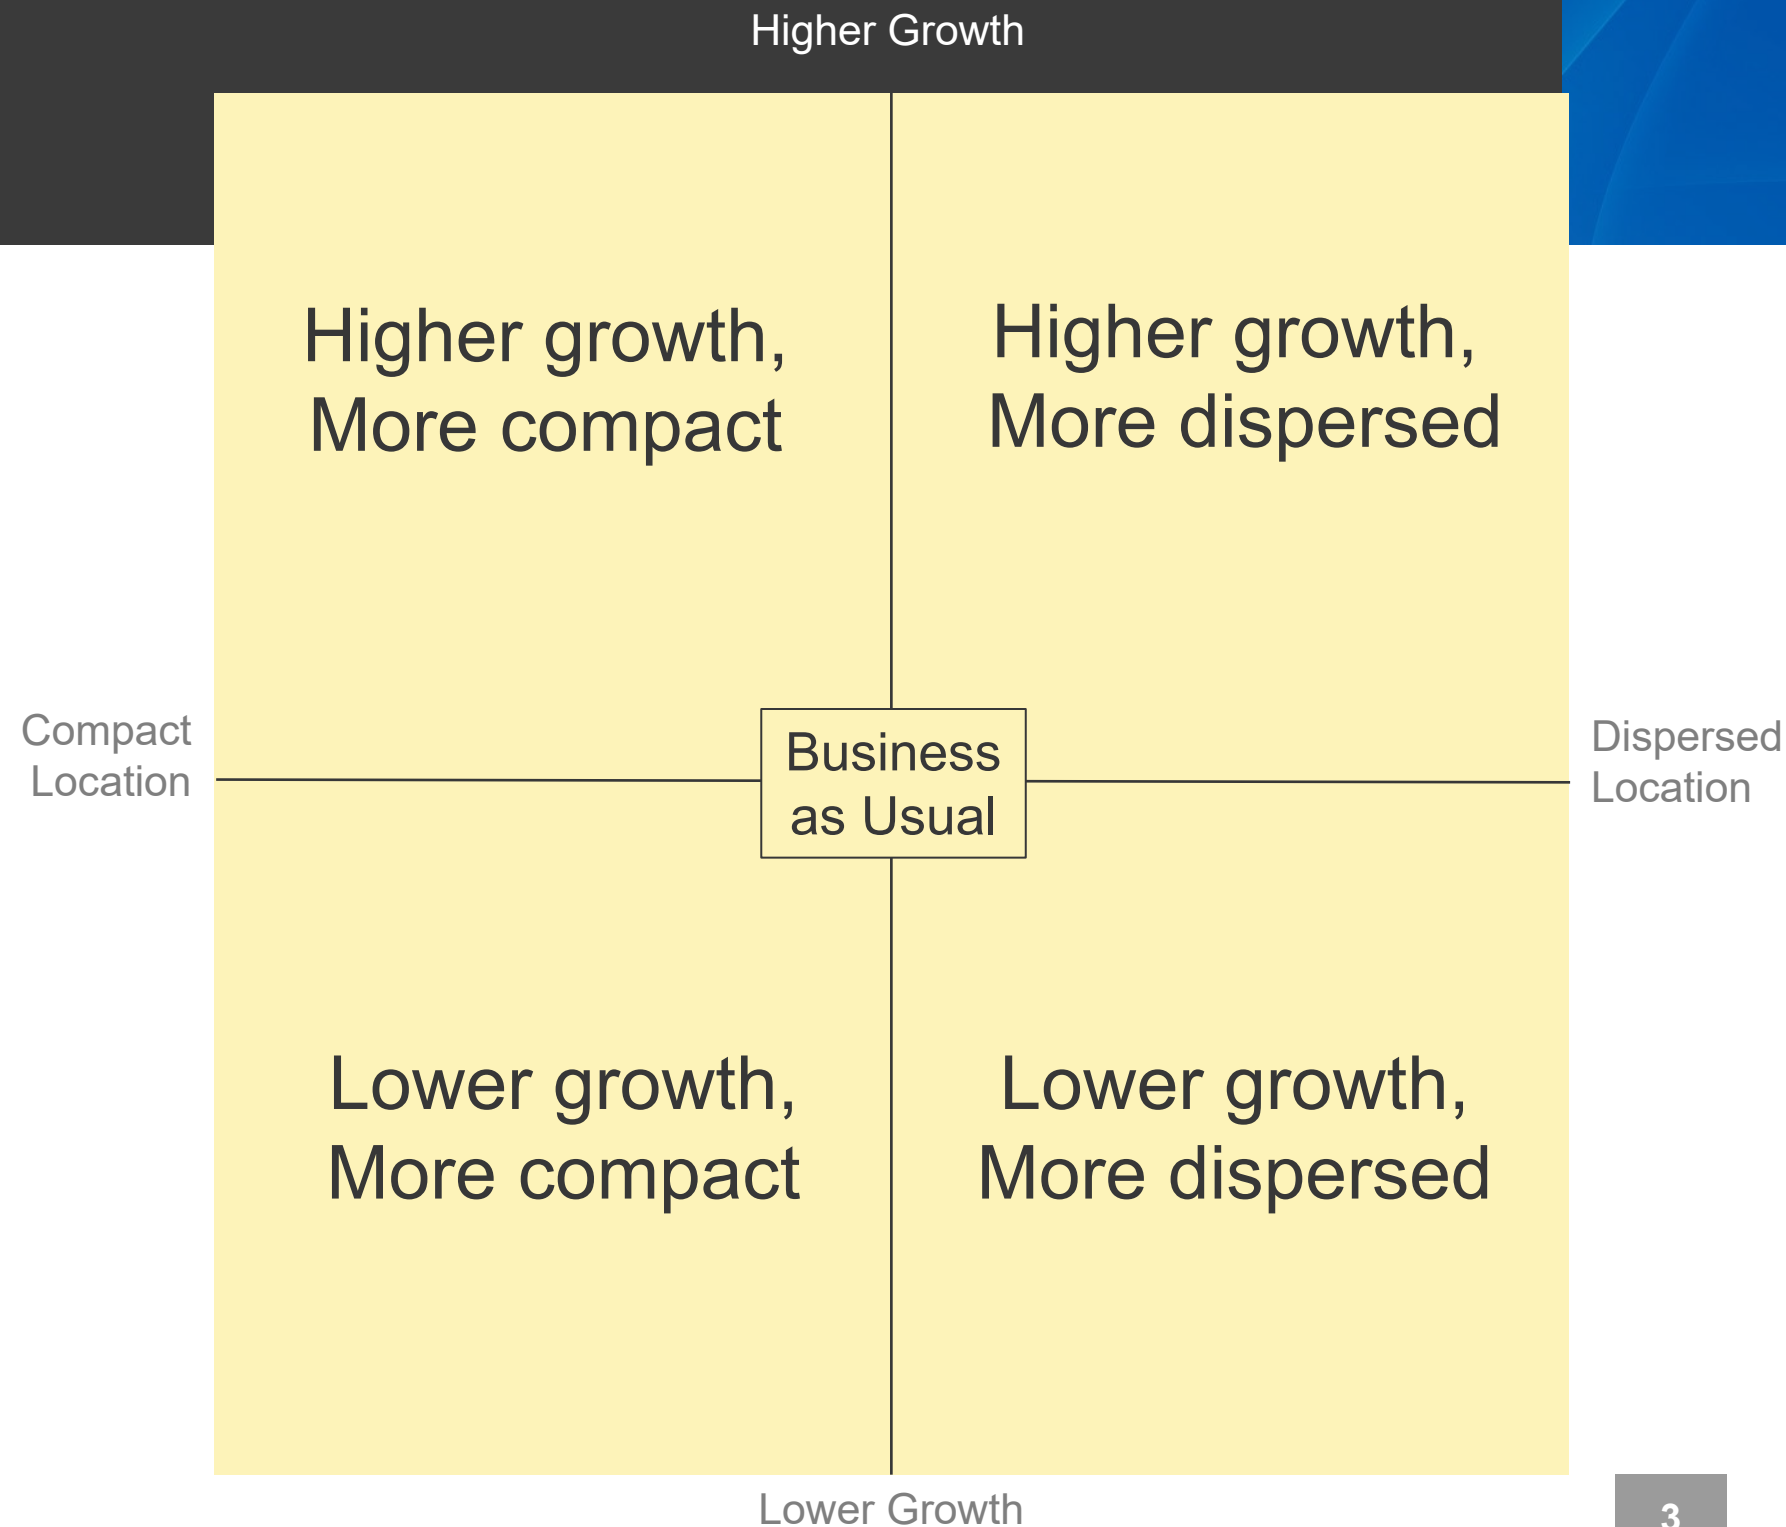 Higher Growth
Higher growth,
More compact
Higher growth,
More dispersed
Compact
Location
Business
as Usual
Dispersed
Location
Lower growth,
More compact
Lower growth,
More dispersed
Lower Growth
3